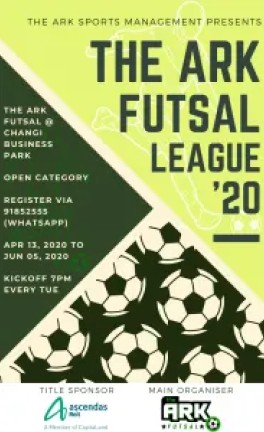 THE ARK SPORTS MANAGEMENT PRESENTS
THE ARK
FUTSAL
LEAGUE
'20
THE ARK
FUTSAL @
CHANGI
BUSINESS
PARK
OPEN CATEGORY
REGISTER VIA
91852555
(WHATSAPP)
APR 13, 2020 TO
JUN 05, 2020
KICKOFF 7PM
EVERY TUE
TITLE SPONSOR
MAIN ORGANISER
ascendas
Reit
A Member of CapitaLand
THE
ARK
FUTSAL